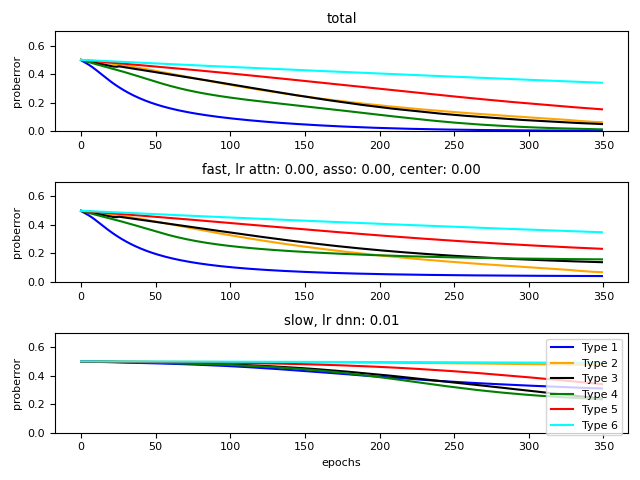 total
proberror
0.6
0.4
0.2
0.0
0 50 100 150 200 250 300 350
fast, lr attn: 0.00, asso: 0.00, center: 0.00
proberror
0.6
0.4
0.2
0.0
0 50 100 150 200 250 300 350
slow, lr dnn: 0.01
proberror
0.6
0.4
0.2
0.0
Type 1
Type 2
Type 3
Type 4
Type 5
Type 6
0 50 100 150 200 250 300 350
epochs